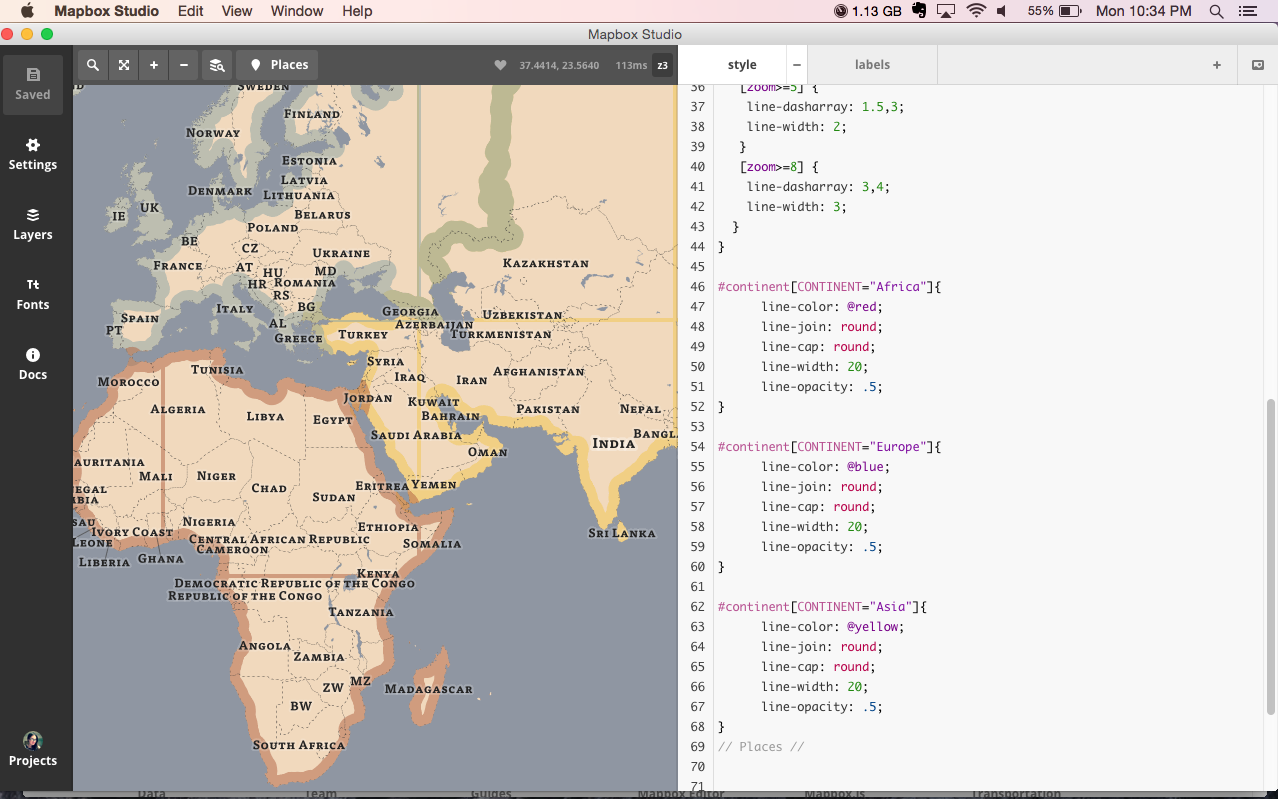 Mapbox Studio Edit View Window Help 1.13 GB 55% Mon 10:34 PM
Mapbox Studio
Saved
Settings
Layers
Fonts
Docs
Projects
Places 37.4414, 23.5640 113ms z3
style − labels +
SWEDEN
FINLAND
NORWAY
ESTONIA
LATVIA
DENMARK
LITHUANIA
UK
IE
BELARUS
POLAND
BE
CZ
UKRAINE
FRANCE
AT
HU
MD
KAZAKHSTAN
HR
ROMANIA
RS
ITALY
BG
GEORGIA
UZBEKISTAN
SPAIN
AL
AZERBAIJAN
PT
GREECE
TURKEY
TURKMENISTAN
SYRIA
TUNISIA
AFGHANISTAN
MOROCCO
IRAQ
IRAN
JORDAN
KUWAIT
ALGERIA
LIBYA
EGYPT
BAHRAIN
PAKISTAN
NEPAL
SAUDI ARABIA
BANGL
INDIA
OMAN
AURITANIA
MALI
NIGER
CHAD
ERITREA
YEMEN
EGAL
SUDAN
BIA
SAU
NIGERIA
ETHIOPIA
IVORY COAST
SRI LANKA
LEONE
CENTRAL AFRICAN REPUBLIC
SOMALIA
CAMEROON
LIBERIA
GHANA
KENYA
DEMOCRATIC REPUBLIC OF THE CONGO
REPUBLIC OF THE CONGO
TANZANIA
ANGOLA
ZAMBIA
MZ
ZW
MADAGASCAR
BW
SOUTH AFRICA
36 [zoom>=5] {
37 line-dasharray: 1.5,3;
38 line-width: 2;
39 }
40 [zoom>=8] {
41 line-dasharray: 3,4;
42 line-width: 3;
43 }
44 }
45
46 #continent[CONTINENT="Africa"]{
47 line-color: @red;
48 line-join: round;
49 line-cap: round;
50 line-width: 20;
51 line-opacity: .5;
52 }
53
54 #continent[CONTINENT="Europe"]{
55 line-color: @blue;
56 line-join: round;
57 line-cap: round;
58 line-width: 20;
59 line-opacity: .5;
60 }
61
62 #continent[CONTINENT="Asia"]{
63 line-color: @yellow;
64 line-join: round;
65 line-cap: round;
66 line-width: 20;
67 line-opacity: .5;
68 }
69 // Places //
70
71
Data Team Guides Mapbox Editor Mapbox.js Transportation